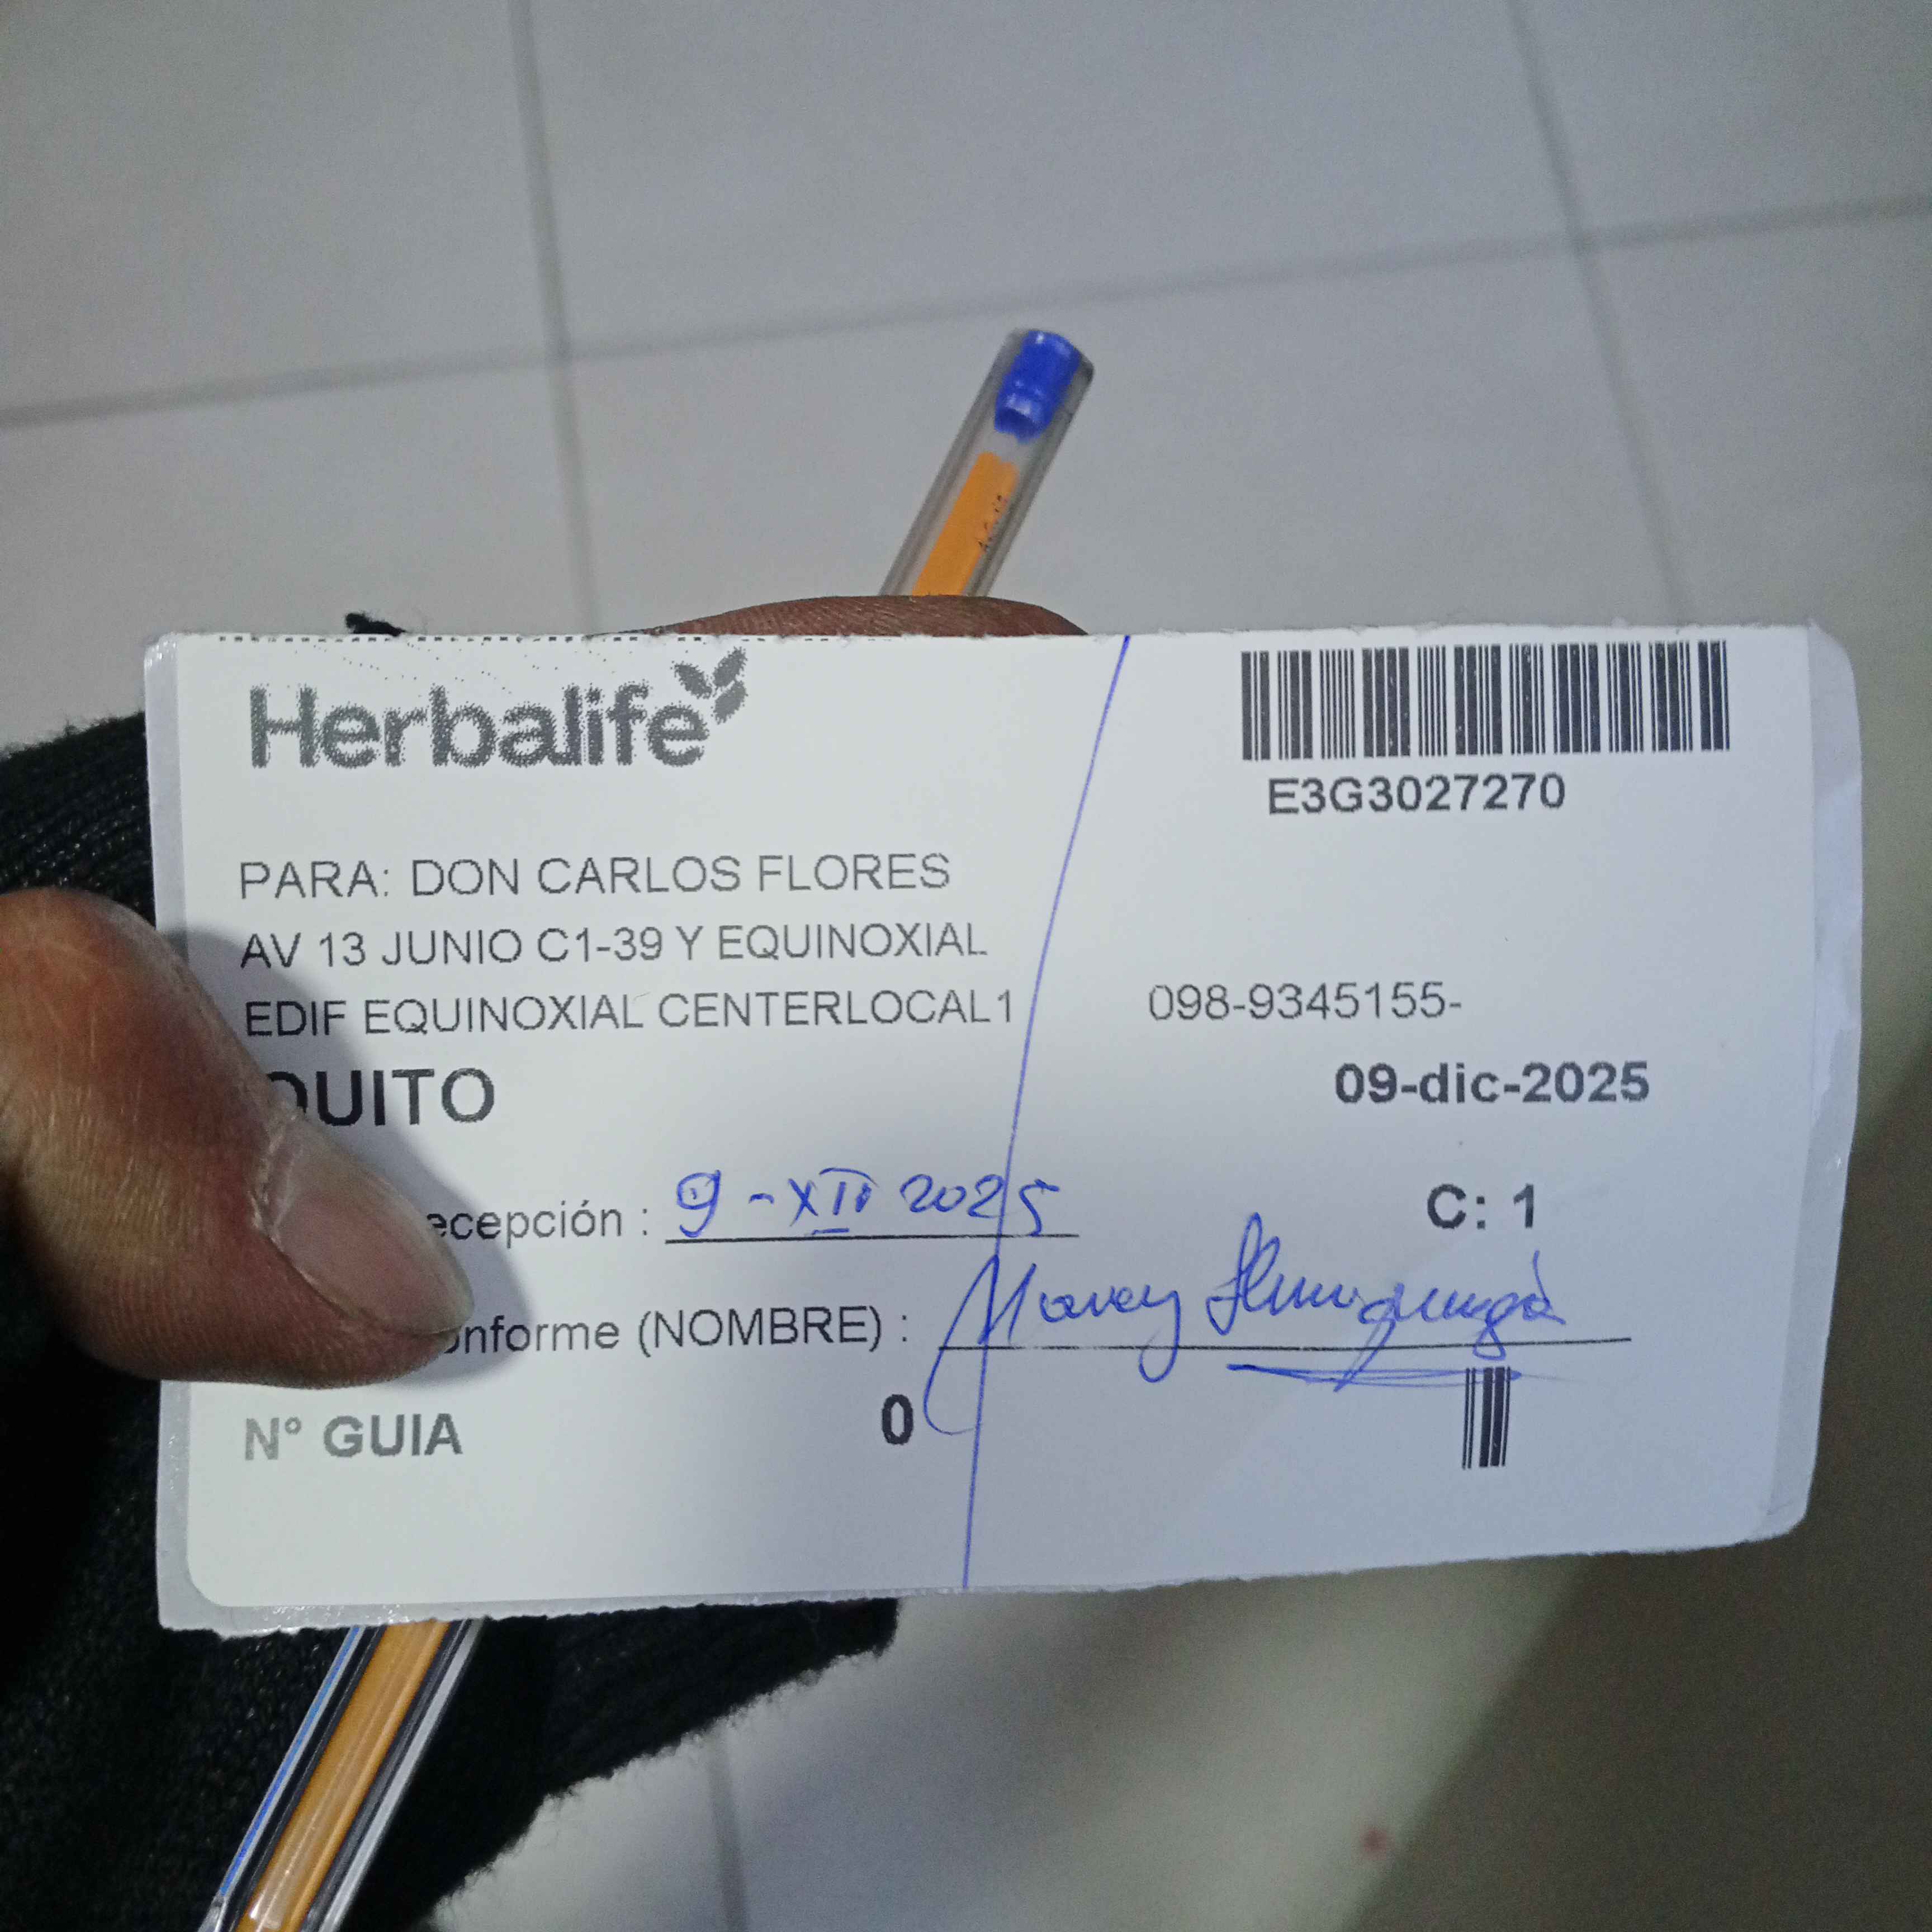 Herbalife
E3G3027270
PARA: DON CARLOS FLORES
AV 13 JUNIO C1-39 Y EQUINOXIAL
EDIF EQUINOXIAL CENTERLOCAL1 098-9345155-
QUITO 09-dic-2025
ecepción : 9-XII 2025 C: 1
onforme (NOMBRE) :
N° GUIA 0